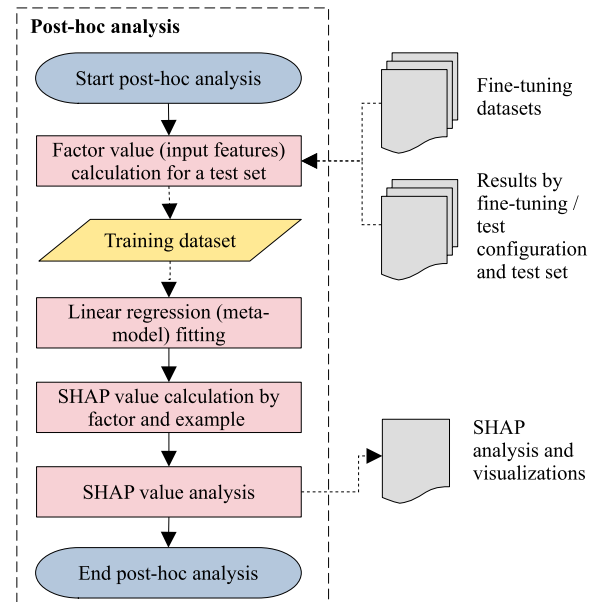 Post-hoc analysis
Start post-hoc analysis
Factor value (input features)
calculation for a test set
Training dataset
Linear regression (meta-
model) fitting
SHAP value calculation by
factor and example
SHAP value analysis
End post-hoc analysis
Fine-tuning
datasets
Results by
fine-tuning /
test
configuration
and test set
SHAP
analysis and
visualizations